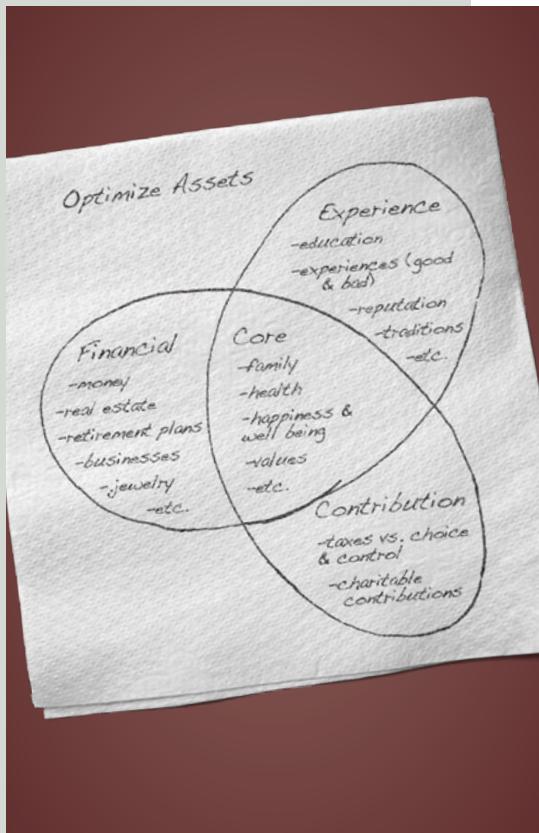 Optimize Assets
Experience
-education
-experiences (good
& bad)
-reputation
-traditions
-etc.
Financial
-money
-real estate
-retirement plans
-businesses
-jewelry
-etc.
Core
-family
-health
-happiness &
well being
-values
-etc.
Contribution
-taxes vs. choice
& control
-charitable
contributions